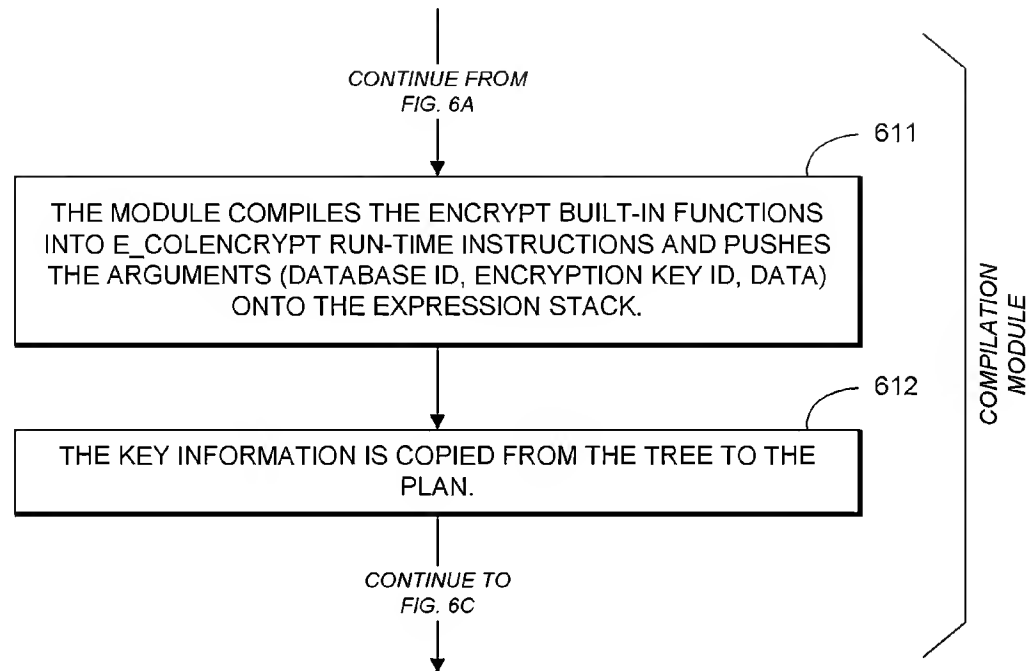 CONTINUE FROM
FIG. 6A
611
THE MODULE COMPILES THE ENCRYPT BUILT-IN FUNCTIONS
INTO E_COLENCRYPT RUN-TIME INSTRUCTIONS AND PUSHES
THE ARGUMENTS (DATABASE ID, ENCRYPTION KEY ID, DATA)
ONTO THE EXPRESSION STACK.
612
THE KEY INFORMATION IS COPIED FROM THE TREE TO THE
PLAN.
CONTINUE TO
FIG. 6C
COMPILATION
MODULE